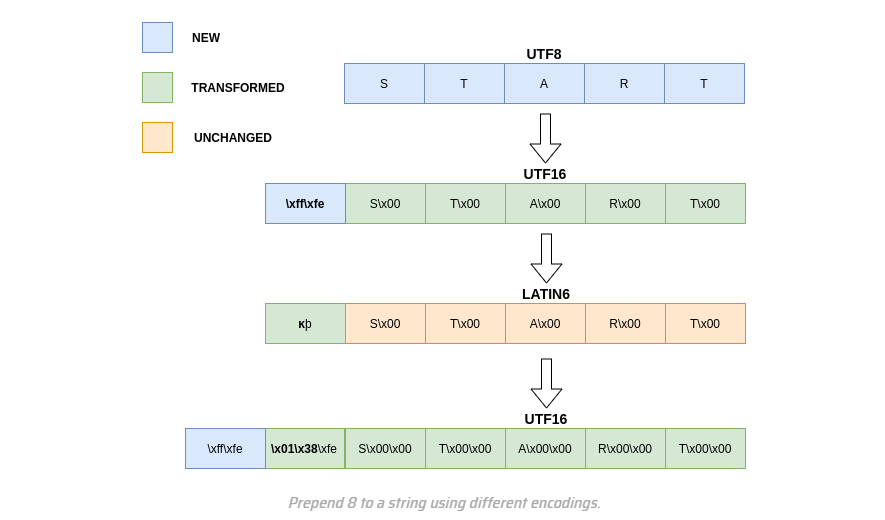 NEW
TRANSFORMED
UNCHANGED
UTF8
S T A R T
UTF16
\xff\xfe S\x00 T\x00 A\x00 R\x00 T\x00
LATIN6
κþ S\x00 T\x00 A\x00 R\x00 T\x00
UTF16
\xff\xfe \x01\x38\xfe S\x00\x00 T\x00\x00 A\x00\x00 R\x00\x00 T\x00\x00
Prepend 8 to a string using different encodings.